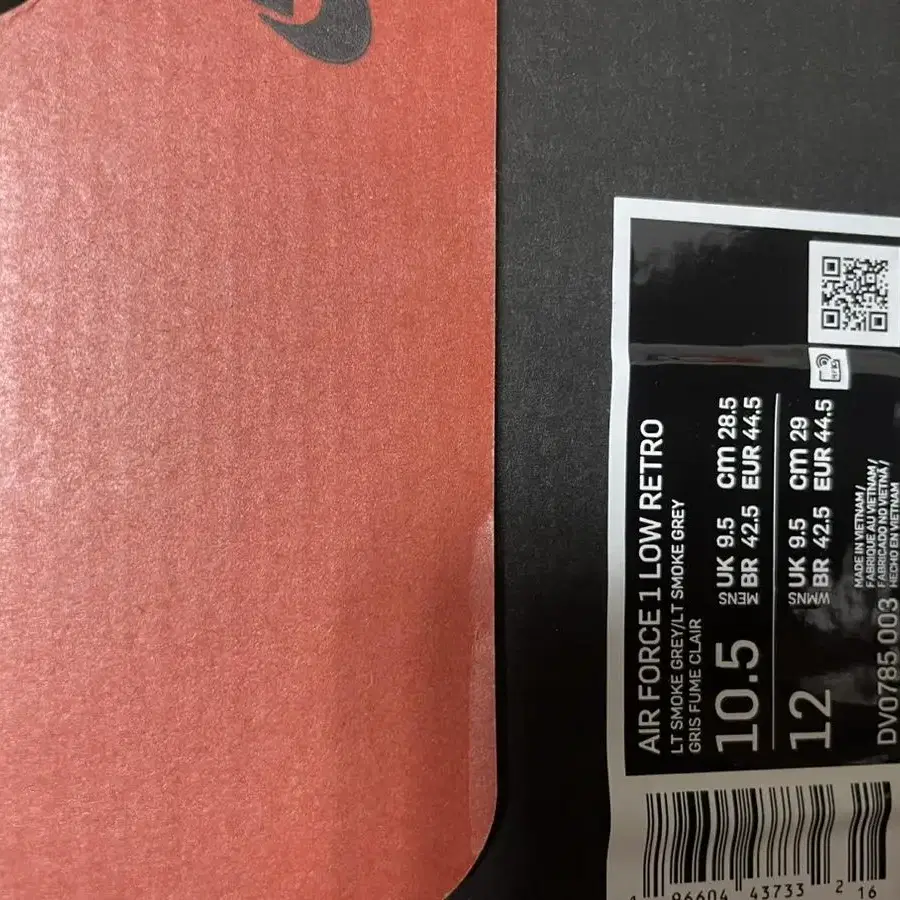 AIR FORCE 1 LOW RETRO
LT SMOKE GREY/LT SMOKE GREY
GRIS FUME CLAIR
10.5 MENS UK 9.5 cm 28.5
BR 42.5 EUR 44.5
12 WMNS UK 9.5 cm 29
BR 42.5 EUR 44.5
MADE IN VIETNAM/
FABRIQUE AU VIETNAM/
FABRICADO NO VIETNÃ/
HECHO EN VIETNAM
DV0785 003
96604 43733 2 16